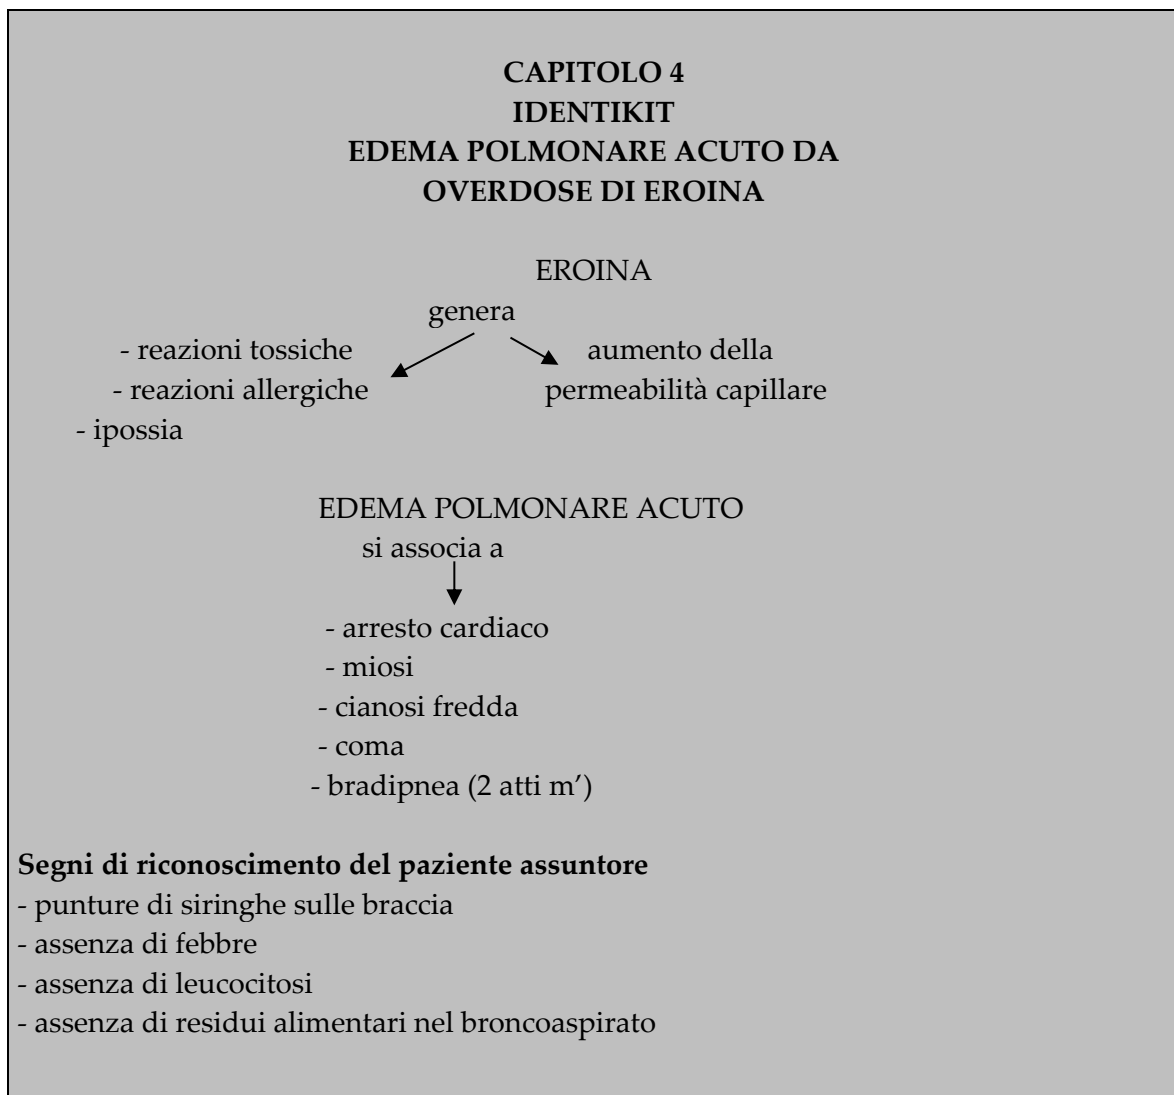 CAPITOLO 4
IDENTIKIT
EDEMA POLMONARE ACUTO DA
OVERDOSE DI EROINA
EROINA
genera
- reazioni tossiche
- reazioni allergiche
- ipossia
aumento della
permeabilità capillare
EDEMA POLMONARE ACUTO
si associa a
- arresto cardiaco
- miosi
- cianosi fredda
- coma
- bradipnea (2 atti m’)
Segni di riconoscimento del paziente assuntore
- punture di siringhe sulle braccia
- assenza di febbre
- assenza di leucocitosi
- assenza di residui alimentari nel broncoaspirato